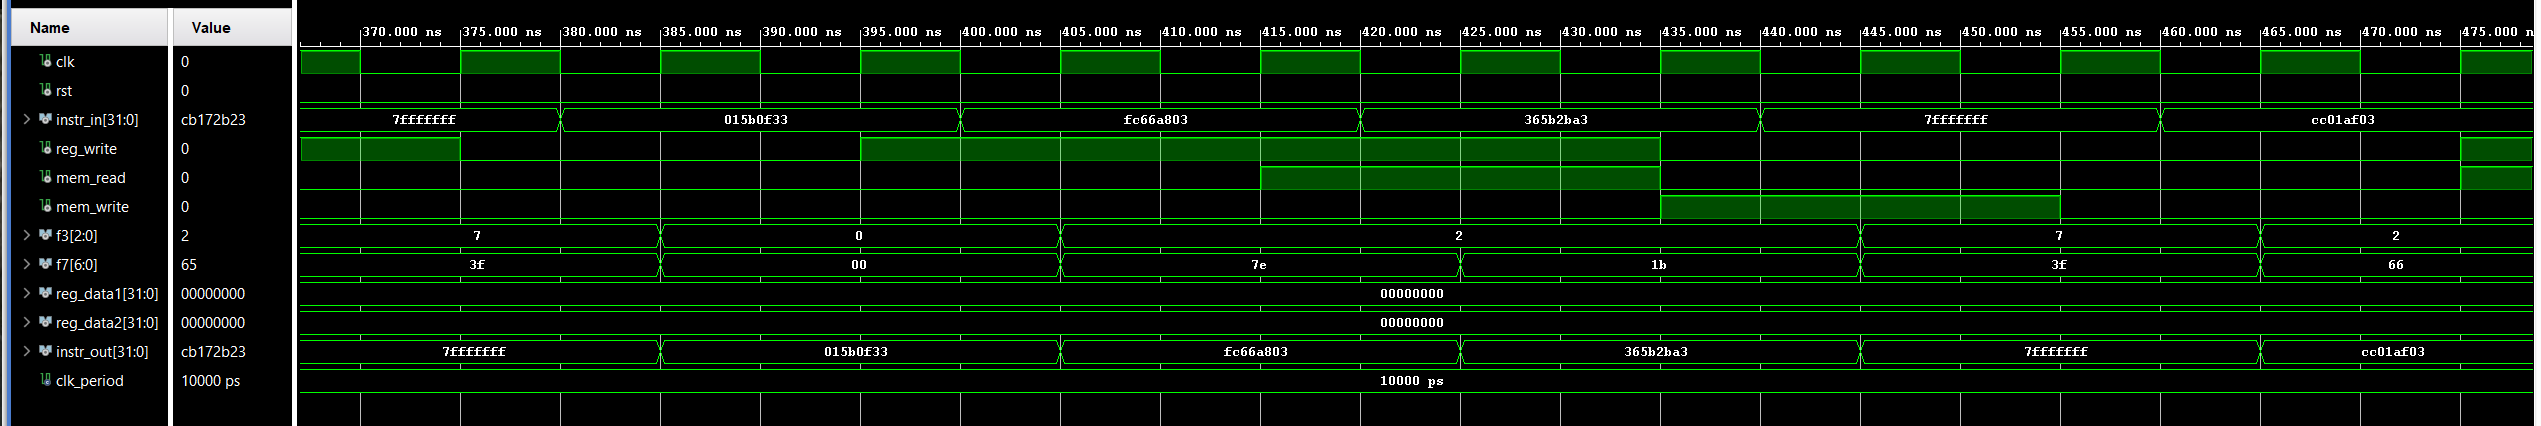 Name Value
370.000 ns 375.000 ns 380.000 ns 385.000 ns 390.000 ns 395.000 ns 400.000 ns 405.000 ns 410.000 ns 415.000 ns 420.000 ns 425.000 ns 430.000 ns 435.000 ns 440.000 ns 445.000 ns 450.000 ns 455.000 ns 460.000 ns 465.000 ns 470.000 ns 475.000 n
clk 0
rst 0
instr_in[31:0] cb172b23 7fffffff 015b0f33 fc66a803 365b2ba3 7fffffff cc01af03
reg_write 0
mem_read 0
mem_write 0
f3[2:0] 2 7 0 2 7 2
f7[6:0] 65 3f 00 7e 1b 3f 66
reg_data1[31:0] 00000000 00000000
reg_data2[31:0] 00000000 00000000
instr_out[31:0] cb172b23 7fffffff 015b0f33 fc66a803 365b2ba3 7fffffff cc01af03
clk_period 10000 ps 10000 ps